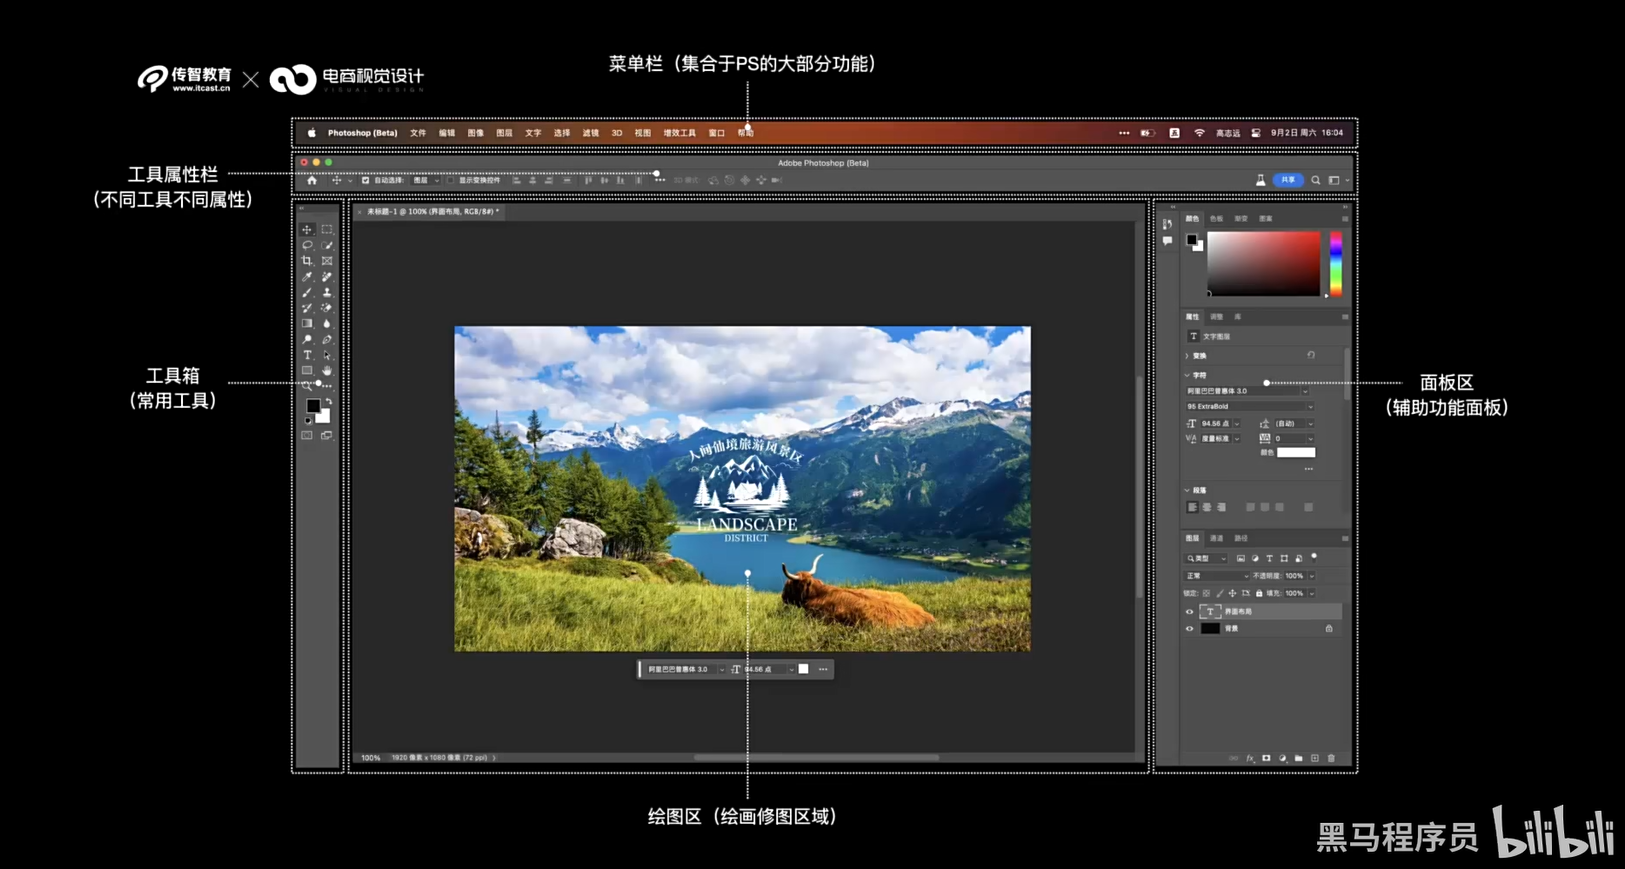 传智教育
www.itcast.cn
电商视觉设计
VISUAL DESIGN
菜单栏（集合于PS的大部分功能）
Photoshop (Beta) 文件 编辑 图像 图层 文字 选择 滤镜 3D 视图 增效工具 窗口 帮助
高志远 9月2日 周六 16:04
工具属性栏
（不同工具不同属性）
Adobe Photoshop (Beta)
自动选择: 图层 显示变换控件
共享
未标题-1 @ 100% (界面布局, RGB/8#) *
工具箱
（常用工具）
人间仙境旅游风景区
LANDSCAPE
DISTRICT
阿里巴巴普惠体 3.0 94.56 点
100% 1920 像素 x 1080 像素 (72 ppi)
绘图区（绘画修图区域）
颜色 色板 渐变 图案
属性 调整 库
文字图层
变换
字符
阿里巴巴普惠体 3.0
95 ExtraBold
94.56 点 (自动)
度量标准 0
颜色
段落
图层 通道 路径
类型
正常 不透明度: 100%
锁定: 填充: 100%
界面布局
背景
面板区
（辅助功能面板）
黑马程序员 bilibili